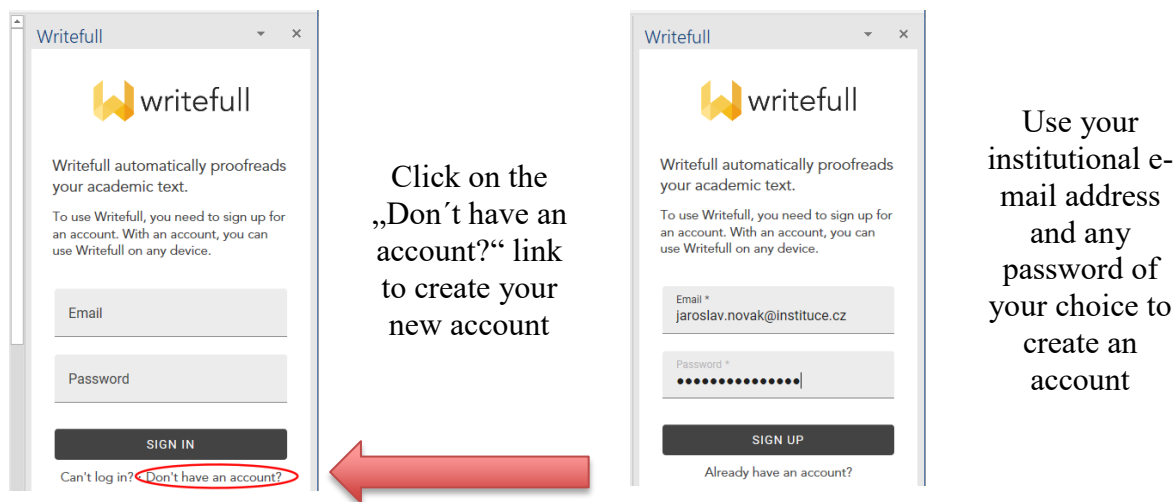 Writefull
writefull
Writefull automatically proofreads
your academic text.
To use Writefull, you need to sign up for
an account. With an account, you can
use Writefull on any device.
Email
Password
SIGN IN
Can't log in? Don't have an account?
Click on the
„Don´t have an
account?“ link
to create your
new account
Writefull
writefull
Writefull automatically proofreads
your academic text.
To use Writefull, you need to sign up for
an account. With an account, you can
use Writefull on any device.
Email *
jaroslav.novak@instituce.cz
Password *
SIGN UP
Already have an account?
Use your
institutional e-
mail address
and any
password of
your choice to
create an
account